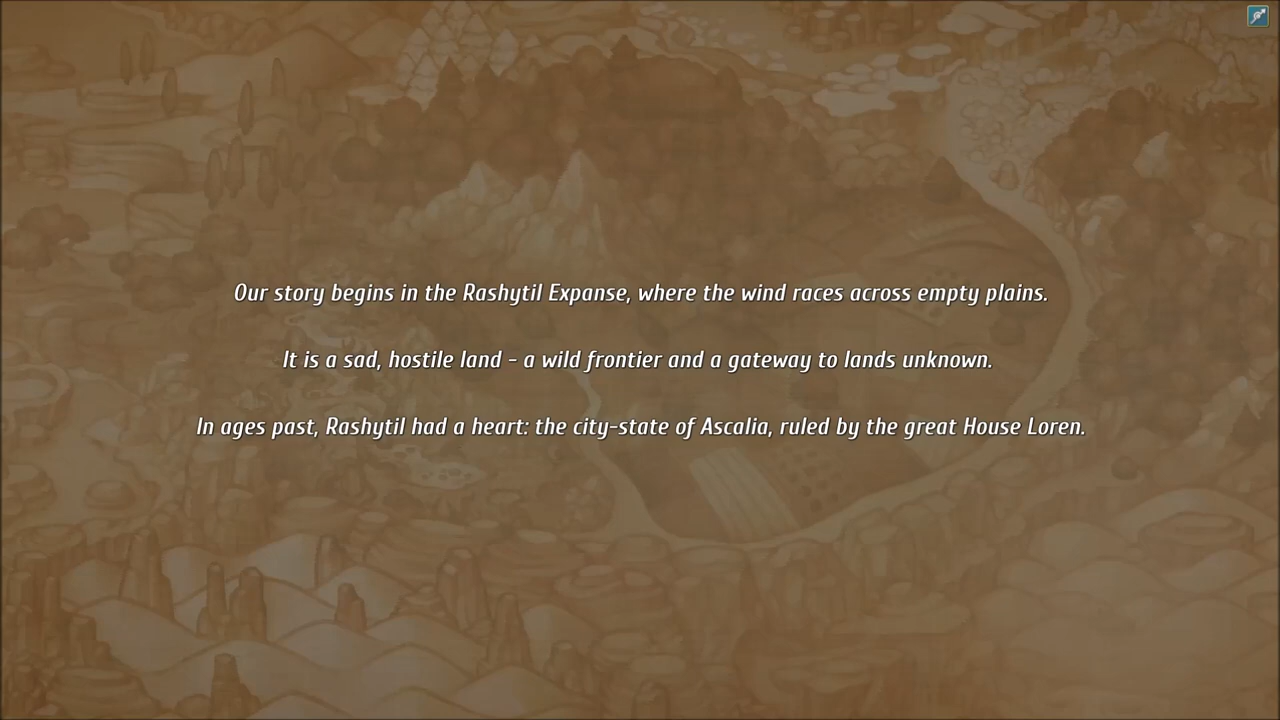 Our story begins in the Rashytil Expanse, where the wind races across empty plains.
It is a sad, hostile land - a wild frontier and a gateway to lands unknown.
In ages past, Rashytil had a heart: the city-state of Ascalia, ruled by the great House Loren.